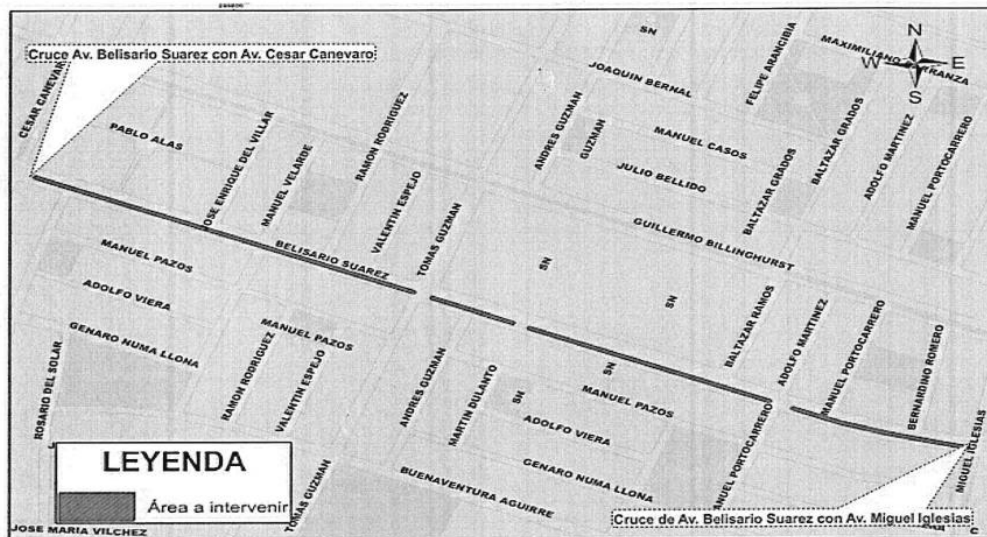 Cruce Av. Belisario Suarez con Av. Cesar Canevaro
N
W E
S
SN
MAXIMILIANO CARRANZA
FELIPE ARANCIBIA
JOAQUIN BERNAL
CESAR CANEVAR
PABLO ALAS
JOSE ENRIQUE DEL VILLAR
MANUEL VELARDE
RAMON RODRIGUEZ
ANDRES GUZMAN
GUZMAN
MANUEL CASOS
JULIO BELLIDO
BALTAZAR GRADOS
BALTAZAR GRADOS
ADOLFO MARTINEZ
MANUEL PORTOCARRERO
VALENTIN ESPEJO
TOMAS GUZMAN
GUILLERMO BILLINGHURST
BELISARIO SUAREZ
MANUEL PAZOS
ADOLFO VIERA
GENARO NUMA LLONA
ROSARIO DEL SOLAR
SN
SN
MANUEL PAZOS
RAMON RODRIGUEZ
VALENTIN ESPEJO
ANDRES GUZMAN
MARTIN DULANTO
SN
SN
MANUEL PAZOS
BALTAZAR RAMOS
ADOLFO MARTINEZ
MANUEL PORTOCARRERO
BERNARDINO ROMERO
ADOLFO VIERA
GENARO NUMA LLONA
ANUEL PORTOCARRERO
MIGUEL IGLESIAS
BUENAVENTURA AGUIRRE
TOMAS GUZMAN
J
LEYENDA
Área a intervenir
JOSE MARIA VILCHEZ
Cruce de Av. Belisario Suarez con Av. Miguel Iglesias